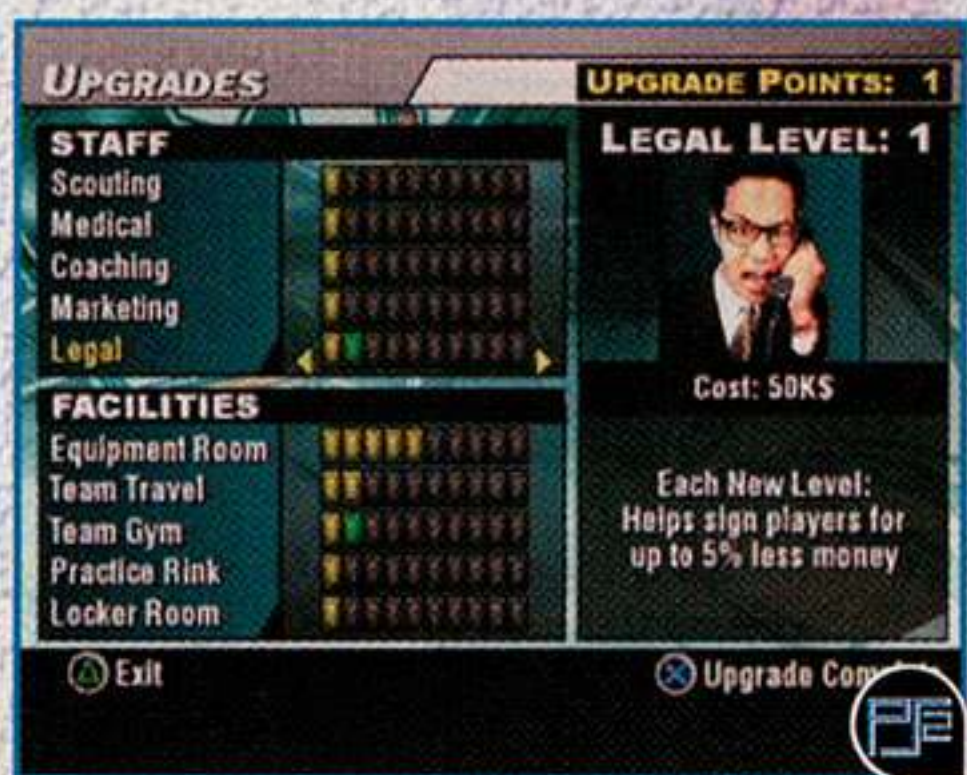 UPGRADES
UPGRADE POINTS: 1
STAFF
Scouting
Medical
Coaching
Marketing
Legal
FACILITIES
Equipment Room
Team Travel
Team Gym
Practice Rink
Locker Room
LEGAL LEVEL: 1
Cost: 50K$
Each New Level:
Helps sign players for
up to 5% less money
Exit
Upgrade